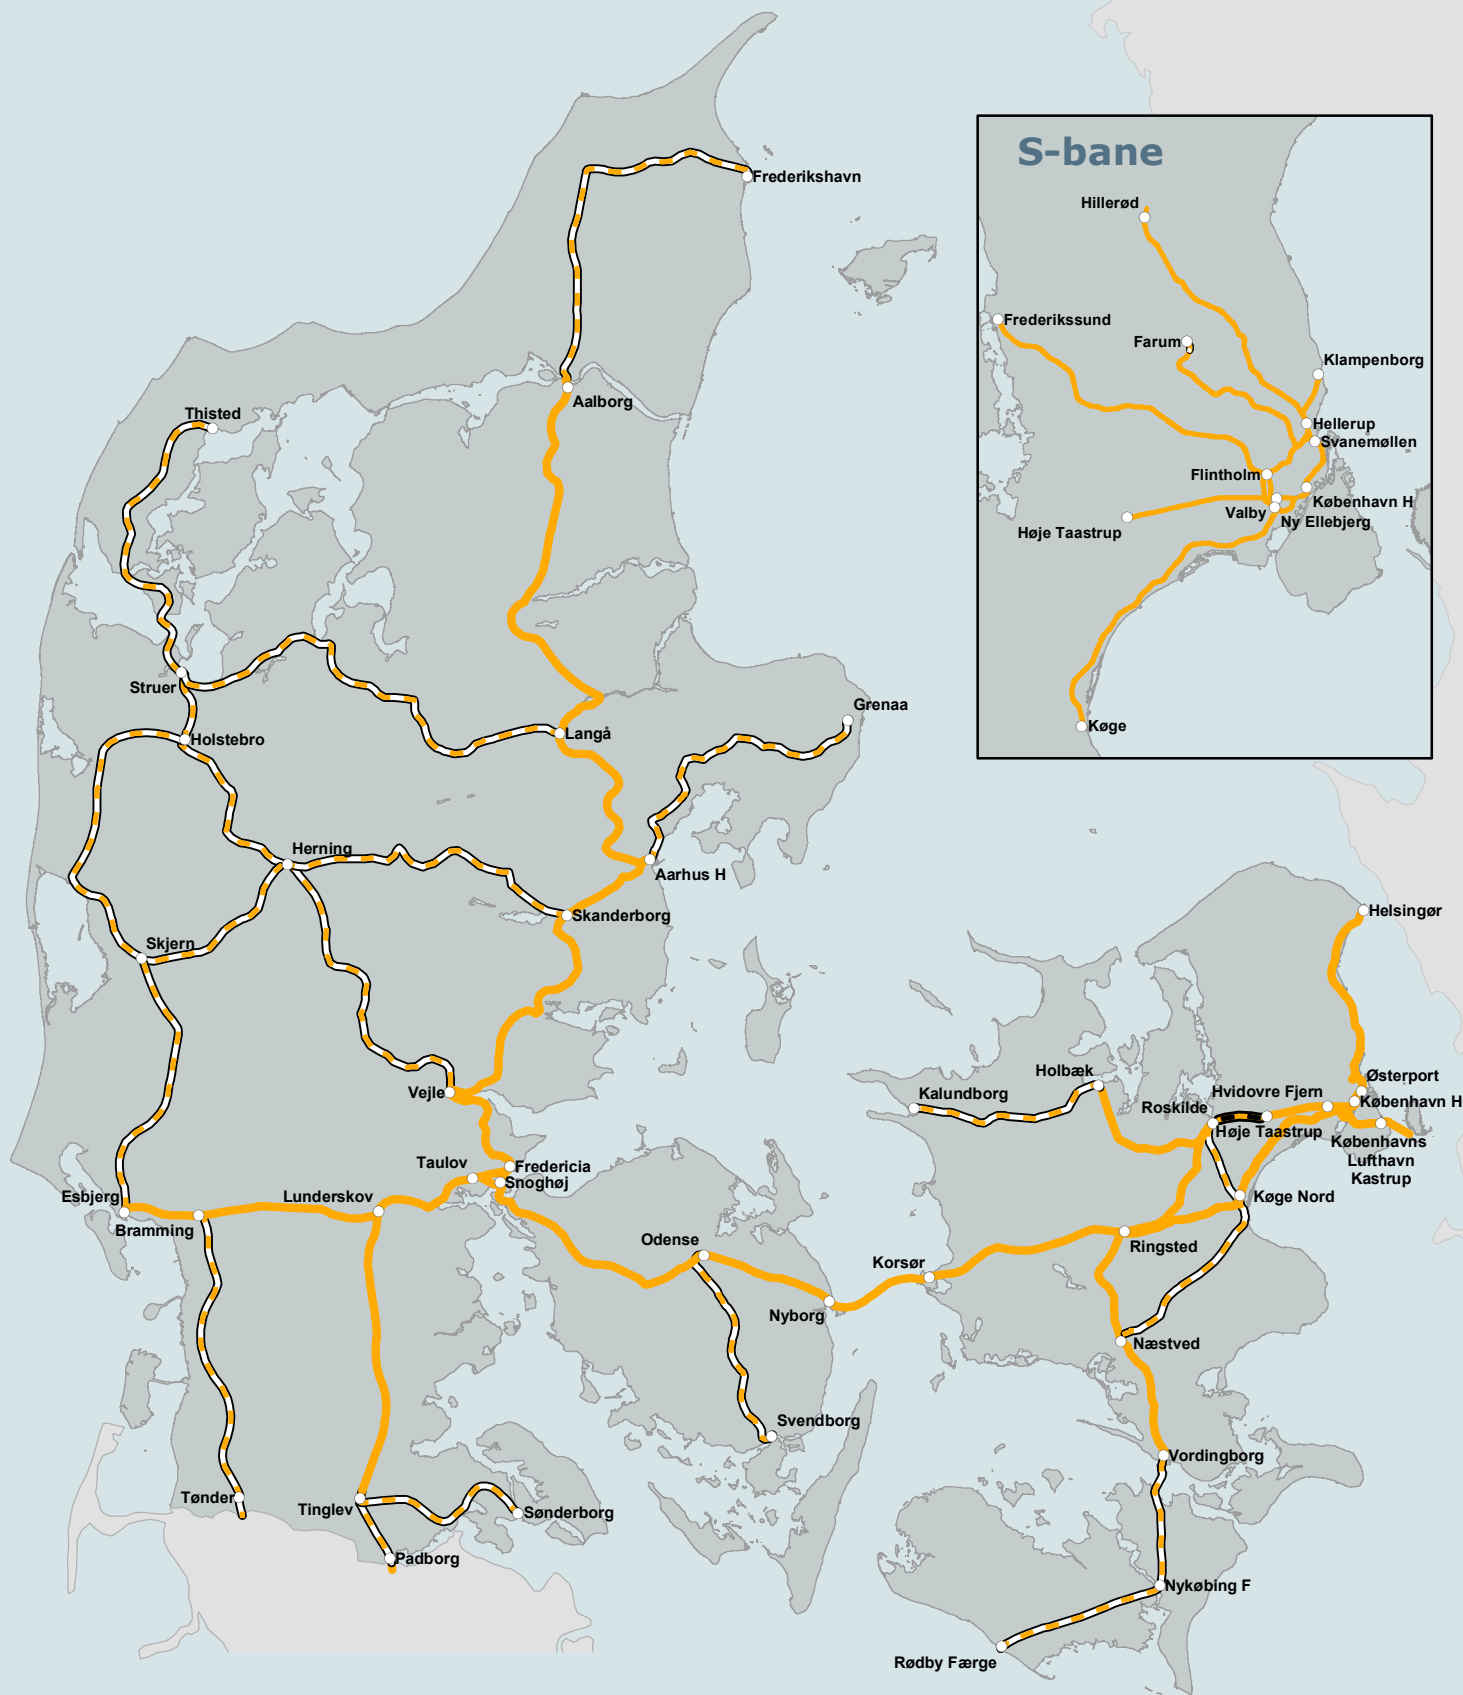 S-bane
Hillerød
Frederikssund
Farum
Klampenborg
Hellerup
Svanemøllen
Flintholm
København H
Valby
Ny Ellebjerg
Høje Taastrup
Køge
Frederikshavn
Aalborg
Thisted
Struer
Grenaa
Langå
Holstebro
Herning
Aarhus H
Skanderborg
Helsingør
Skjern
Holbæk
Østerport
Vejle
Kalundborg
Hvidovre Fjern
København H
Roskilde
Høje Taastrup
Københavns
Lufthavn
Kastrup
Taulov
Fredericia
Snoghøj
Esbjerg
Lunderskov
Køge Nord
Bramming
Odense
Ringsted
Korsør
Nyborg
Næstved
Svendborg
Vordingborg
Tønder
Tinglev
Sønderborg
Padborg
Nykøbing F
Rødby Færge